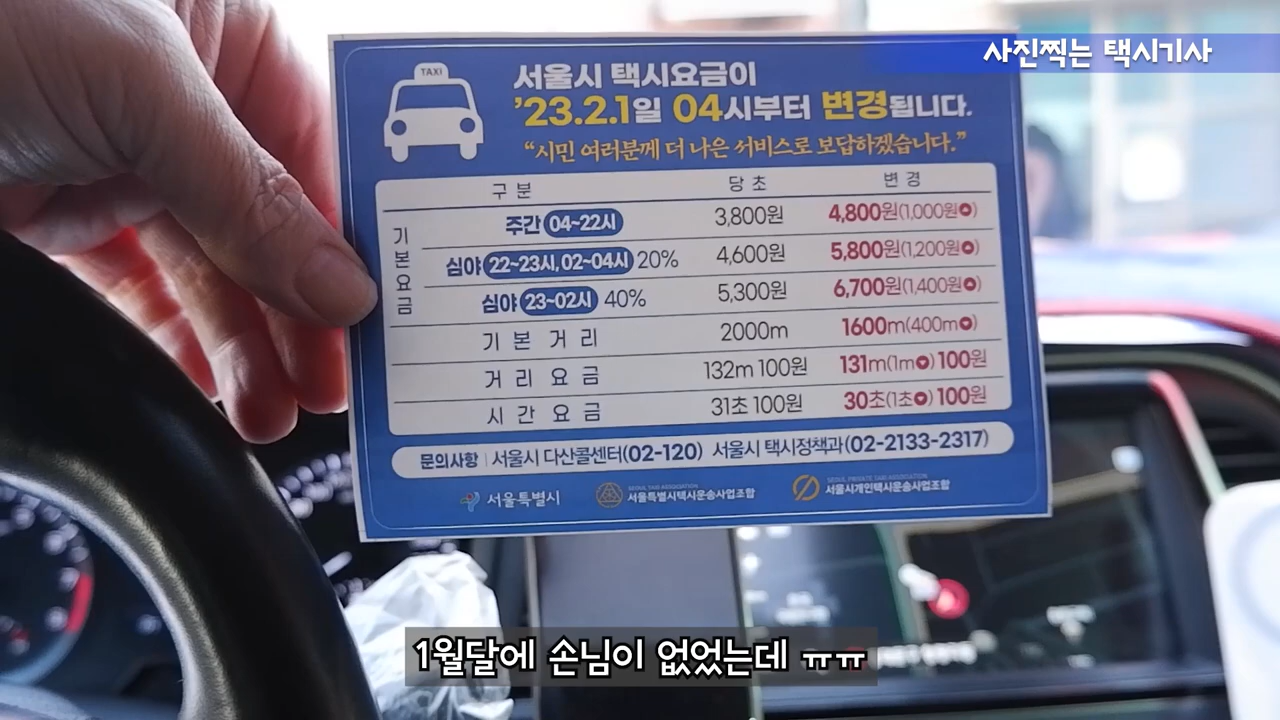 사진찍는 택시기사
TAXI
서울시 택시요금이
’23.2.1일 04시부터 변경됩니다.
“시민 여러분께 더 나은 서비스로 보답하겠습니다.”
구분 당초 변경
기본요금
주간 04~22시 3,800원 4,800원(1,000원▲)
심야 22~23시, 02~04시 20% 4,600원 5,800원(1,200원▲)
심야 23~02시 40% 5,300원 6,700원(1,400원▲)
기본거리 2000m 1600m(400m▼)
거리요금 132m 100원 131m(1m▼) 100원
시간요금 31초 100원 30초(1초▼) 100원
문의사항 | 서울시 다산콜센터(02-120) 서울시 택시정책과(02-2133-2317)
서울특별시
SEOUL TAXI ASSOCIATION
서울특별시택시운송사업조합
SEOUL PRIVATE TAXI ASSOCIATION
서울시개인택시운송사업조합
1월달에 손님이 없었는데 ㅠㅠ